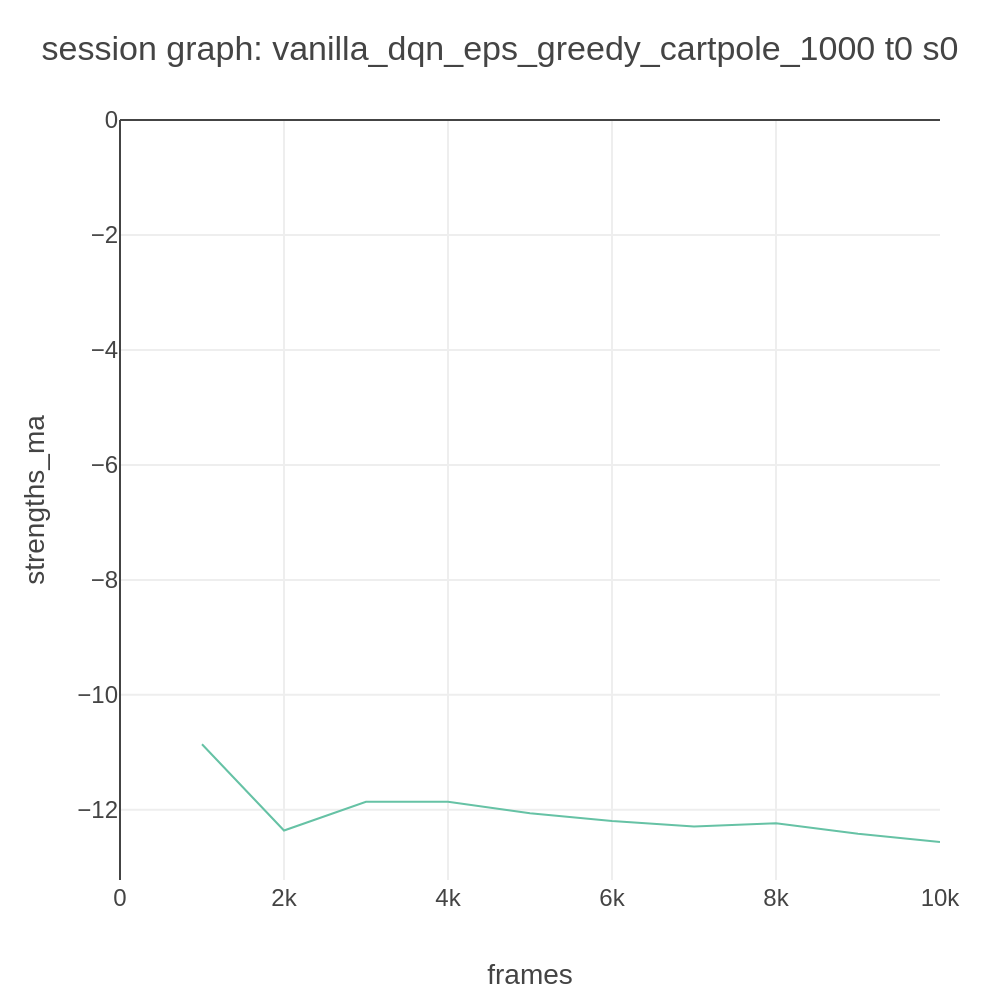 session graph: vanilla_dqn_eps_greedy_cartpole_1000 t0 s0
0
−2
−4
−6
−8
−10
−12
strengths_ma
0 2k 4k 6k 8k 10k
frames